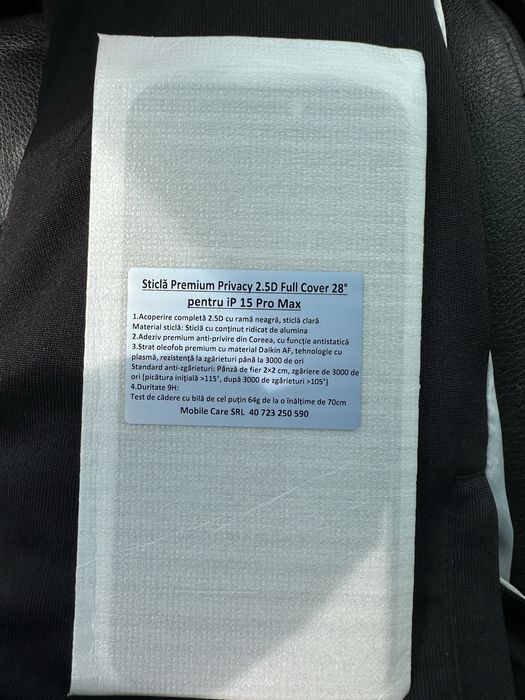 Sticlă Premium Privacy 2.5D Full Cover 28°
pentru iP 15 Pro Max
1.Acoperire completă 2.5D cu ramă neagră, sticlă clară
Material sticlă: Sticlă cu conținut ridicat de alumina
2.Adeziv premium anti-privire din Coreea, cu funcție antistatică
3.Strat oleofob premium cu material Daikin AF, tehnologie cu
plasmă, rezistență la zgârieturi până la 3000 de ori
Standard anti-zgârieturi: Pânză de fier 2×2 cm, zgâriere de 3000 de
ori (picătura inițială >115°, după 3000 de zgârieturi >105°)
4.Duritate 9H:
Test de cădere cu bilă de cel puțin 64g de la o înălțime de 70cm
Mobile Care SRL 40 723 250 590